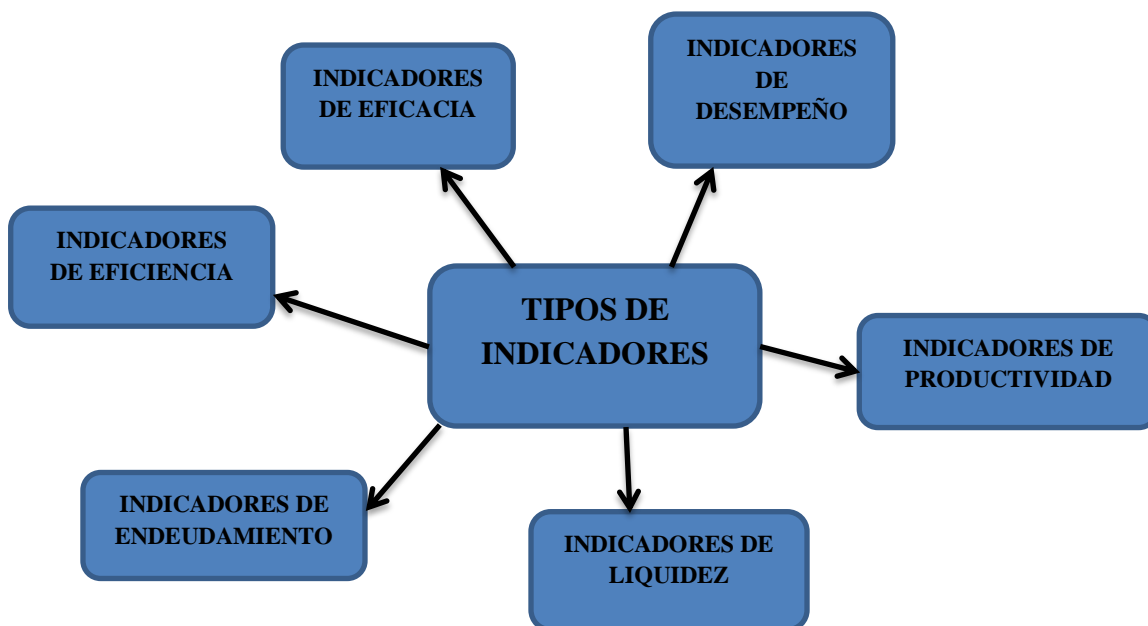 INDICADORES
DE EFICACIA
INDICADORES
DE
DESEMPEÑO
INDICADORES
DE EFICIENCIA
TIPOS DE
INDICADORES
INDICADORES DE
PRODUCTIVIDAD
INDICADORES DE
ENDEUDAMIENTO
INDICADORES DE
LIQUIDEZ